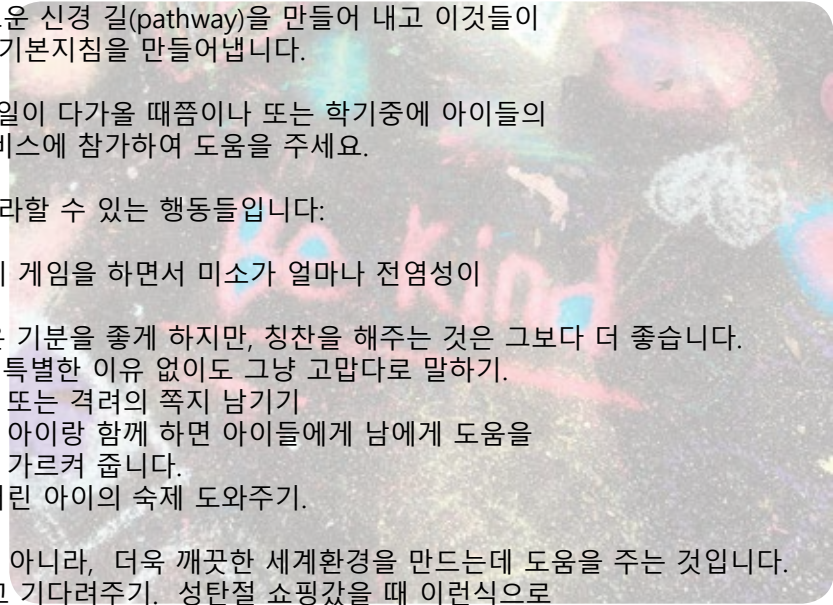 운 신경 길(pathway)을 만들어 내고 이것들이
기본지침을 만들어냅니다.
일이 다가올 때쯤이나 또는 학기중에 아이들의
비스에 참가하여 도움을 주세요.
라할 수 있는 행동들입니다:
게임을 하면서 미소가 얼마나 전염성이
기분을 좋게 하지만, 칭찬을 해주는 것은 그보다 더 좋습니다.
특별한 이유 없이도 그냥 고맙다로 말하기.
또는 격려의 쪽지 남기기
아이랑 함께 하면 아이들에게 남에게 도움을
가르켜 줍니다.
린 아이의 숙제 도와주기.
아니라, 더욱 깨끗한 세계환경을 만드는데 도움을 주는 것입니다.
기다려주기. 성탄절 쇼핑갔을 때 이런식으로
be kind